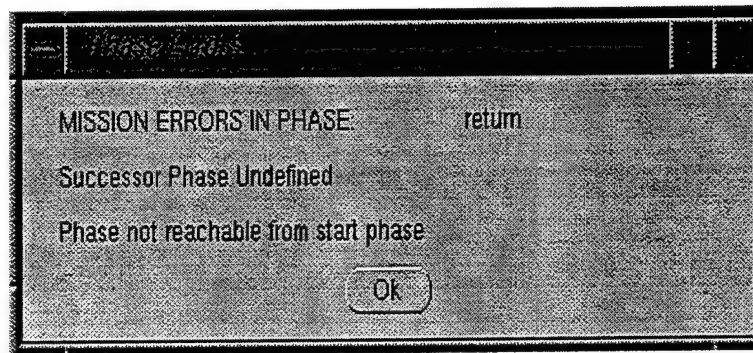 MISSION ERRORS IN PHASE: return
Successor Phase Undefined
Phase not reachable from start phase
Ok